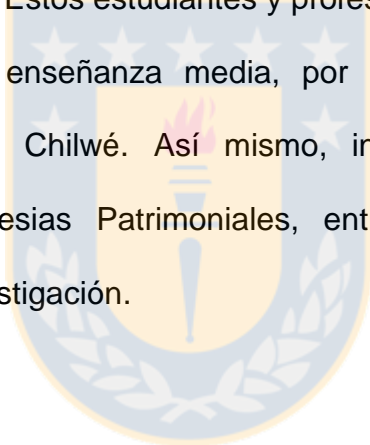 Estos estudiantes y profes
enseñanza media, por
Chilwé. Así mismo, in
esias Patrimoniales, ent
stigación.